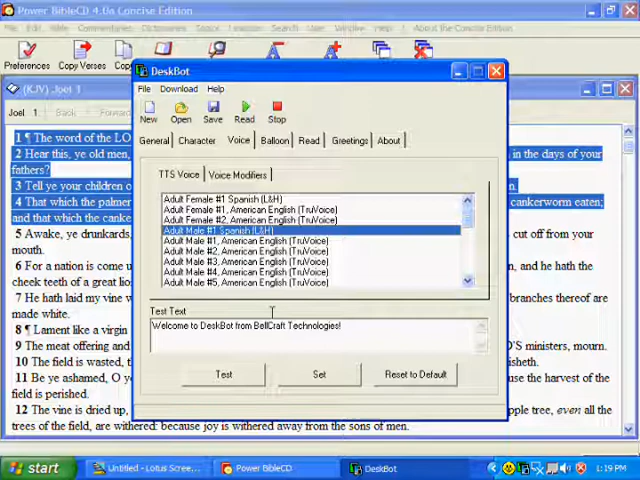 Power BibleCD 4.0a Concise Edition
About the Concise Edition
Preferences
Copy Verses
(KJV) Joel 1
Joel 1
Back
Forward
1 ¶ The word of the LO
2 Hear this, ye old men,
in the days of your
fathers?
3 Tell ye your children o
4 That which the palmer
cankerworm eaten;
and that which the canke
5 Awake, ye drunkards,
cut off from your
mouth.
6 For a nation is come u
and he hath the
cheek teeth of a great lio
7 He hath laid my vine w
branches thereof are
made white.
8 ¶ Lament like a virgin
9 The meat offering and
S ministers, mourn.
10 The field is wasted, th
isheth.
11 Be ye ashamed, O y
use the harvest of the
field is perished.
12 The vine is dried up,
pple tree, even all the
trees of the field, are withered: because joy is withered away from the sons of men.
DeskBot
File Download Help
New Open Save Read Stop
General Character Voice Balloon Read Greetings About
TTS Voice Voice Modifiers
Adult Female #1 Spanish (L&H)
Adult Female #1, American English (TruVoice)
Adult Female #2, American English (TruVoice)
Adult Male #1 Spanish (L&H)
Adult Male #1, American English (TruVoice)
Adult Male #2, American English (TruVoice)
Adult Male #3, American English (TruVoice)
Adult Male #4, American English (TruVoice)
Adult Male #5, American English (TruVoice)
Test Text
Welcome to DeskBot from BellCraft Technologies!
Test Set Reset to Default
start
Untitled - Lotus Scree...
Power BibleCD
DeskBot
1:19 PM